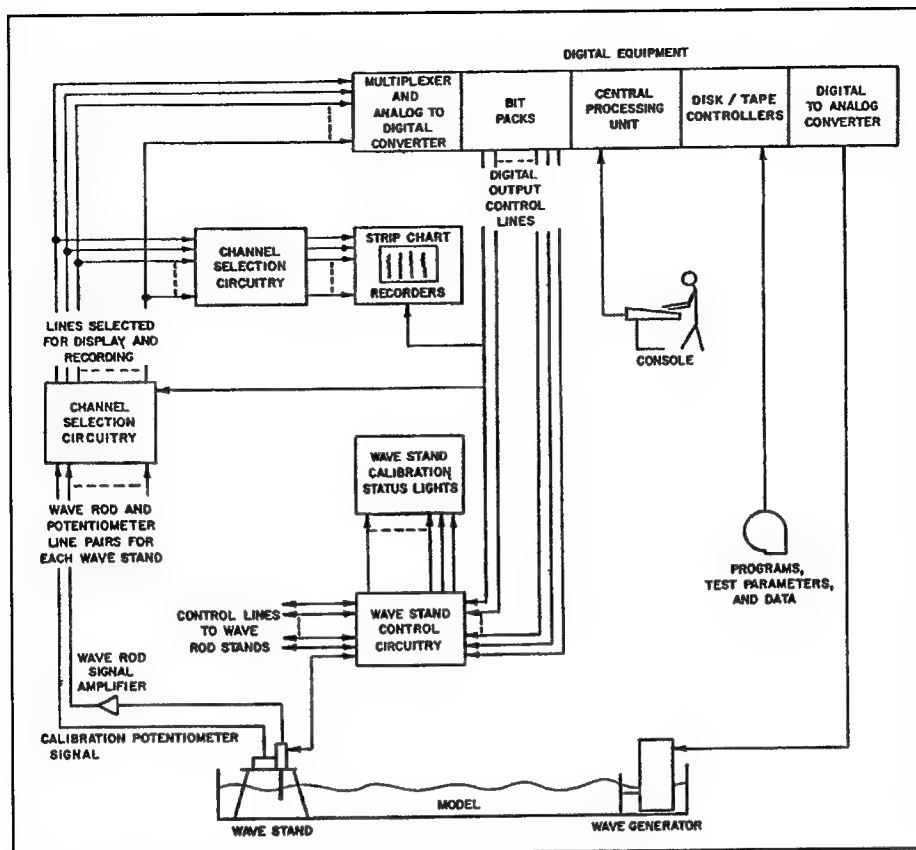 DIGITAL EQUIPMENT
MULTIPLEXER
AND
ANALOG TO
DIGITAL
CONVERTER
BIT
PACKS
CENTRAL
PROCESSING
UNIT
DISK / TAPE
CONTROLLERS
DIGITAL
TO ANALOG
CONVERTER
DIGITAL
OUTPUT
CONTROL
LINES
CHANNEL
SELECTION
CIRCUITRY
STRIP CHART
RECORDERS
LINES SELECTED
FOR DISPLAY AND
RECORDING
CONSOLE
CHANNEL
SELECTION
CIRCUITRY
WAVE STAND
CALIBRATION
STATUS LIGHTS
WAVE ROD AND
POTENTIOMETER
LINE PAIRS FOR
EACH WAVE STAND
PROGRAMS,
TEST PARAMETERS,
AND DATA
CONTROL LINES
TO WAVE
ROD STANDS
WAVE STAND
CONTROL
CIRCUITRY
WAVE ROD
SIGNAL
AMPLIFIER
CALIBRATION POTENTIOMETER
SIGNAL
MODEL
WAVE STAND
WAVE GENERATOR